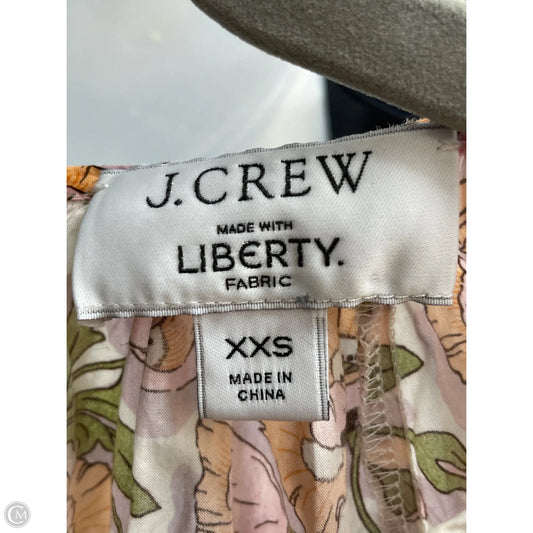 J.CREW
MADE WITH
LIBERTY.
FABRIC
XXS
MADE IN
CHINA